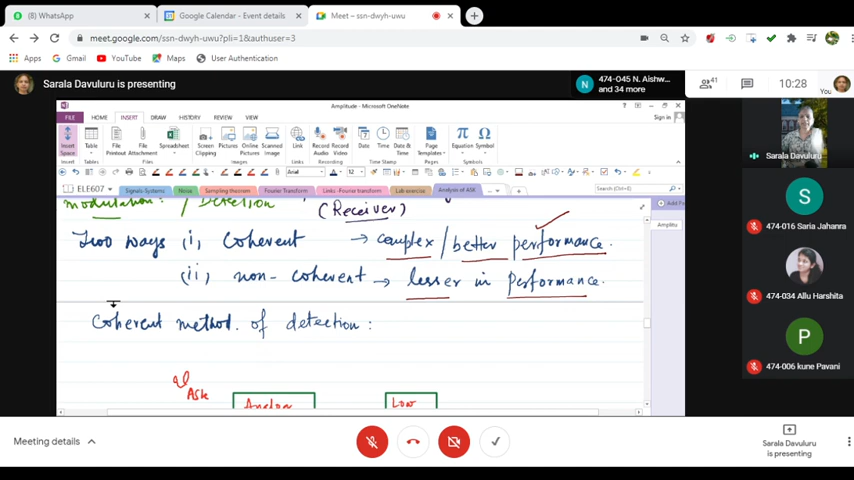 (8) WhatsApp
Google Calendar - Event details
Meet – ssn-dwyh-uwu
meet.google.com/ssn-dwyh-uwu?pli=1&authuser=3
Apps
Gmail
YouTube
Maps
User Authentication
Sarala Davuluru is presenting
474-045 N. Aishw...
and 34 more
41
10:28
You
Amplitude - Microsoft OneNote
FILE HOME INSERT DRAW HISTORY REVIEW VIEW
Sign in
Insert Space
Table
File Printout
File Attachment
Spreadsheet
Screen Clipping
Pictures
Online Pictures
Scanned Image
Link
Record Audio
Record Video
Date
Time
Date & Time
Page Templates
Equation
Symbol
Tables Files Images Links Recording Time Stamp Pages Symbols
Arial 12
ELE607 Signals-Systems Noise Sampling theorem Fourier Transform Links -Fourier transform Lab exercise Analysis of ASK
Search (Ctrl+E)
Add Pa
Amplitu
modulation: / Detection
(Receiver)
Two ways (i) Coherent → complex / better performance.
(ii) non-coherent → lesser in performance.
Coherent method of detection:
ASK
Analog
Low
Sarala Davuluru
S
474-016 Saria Jahanra
474-034 Allu Harshita
P
474-006 kune Pavani
Meeting details
Sarala Davuluru
is presenting